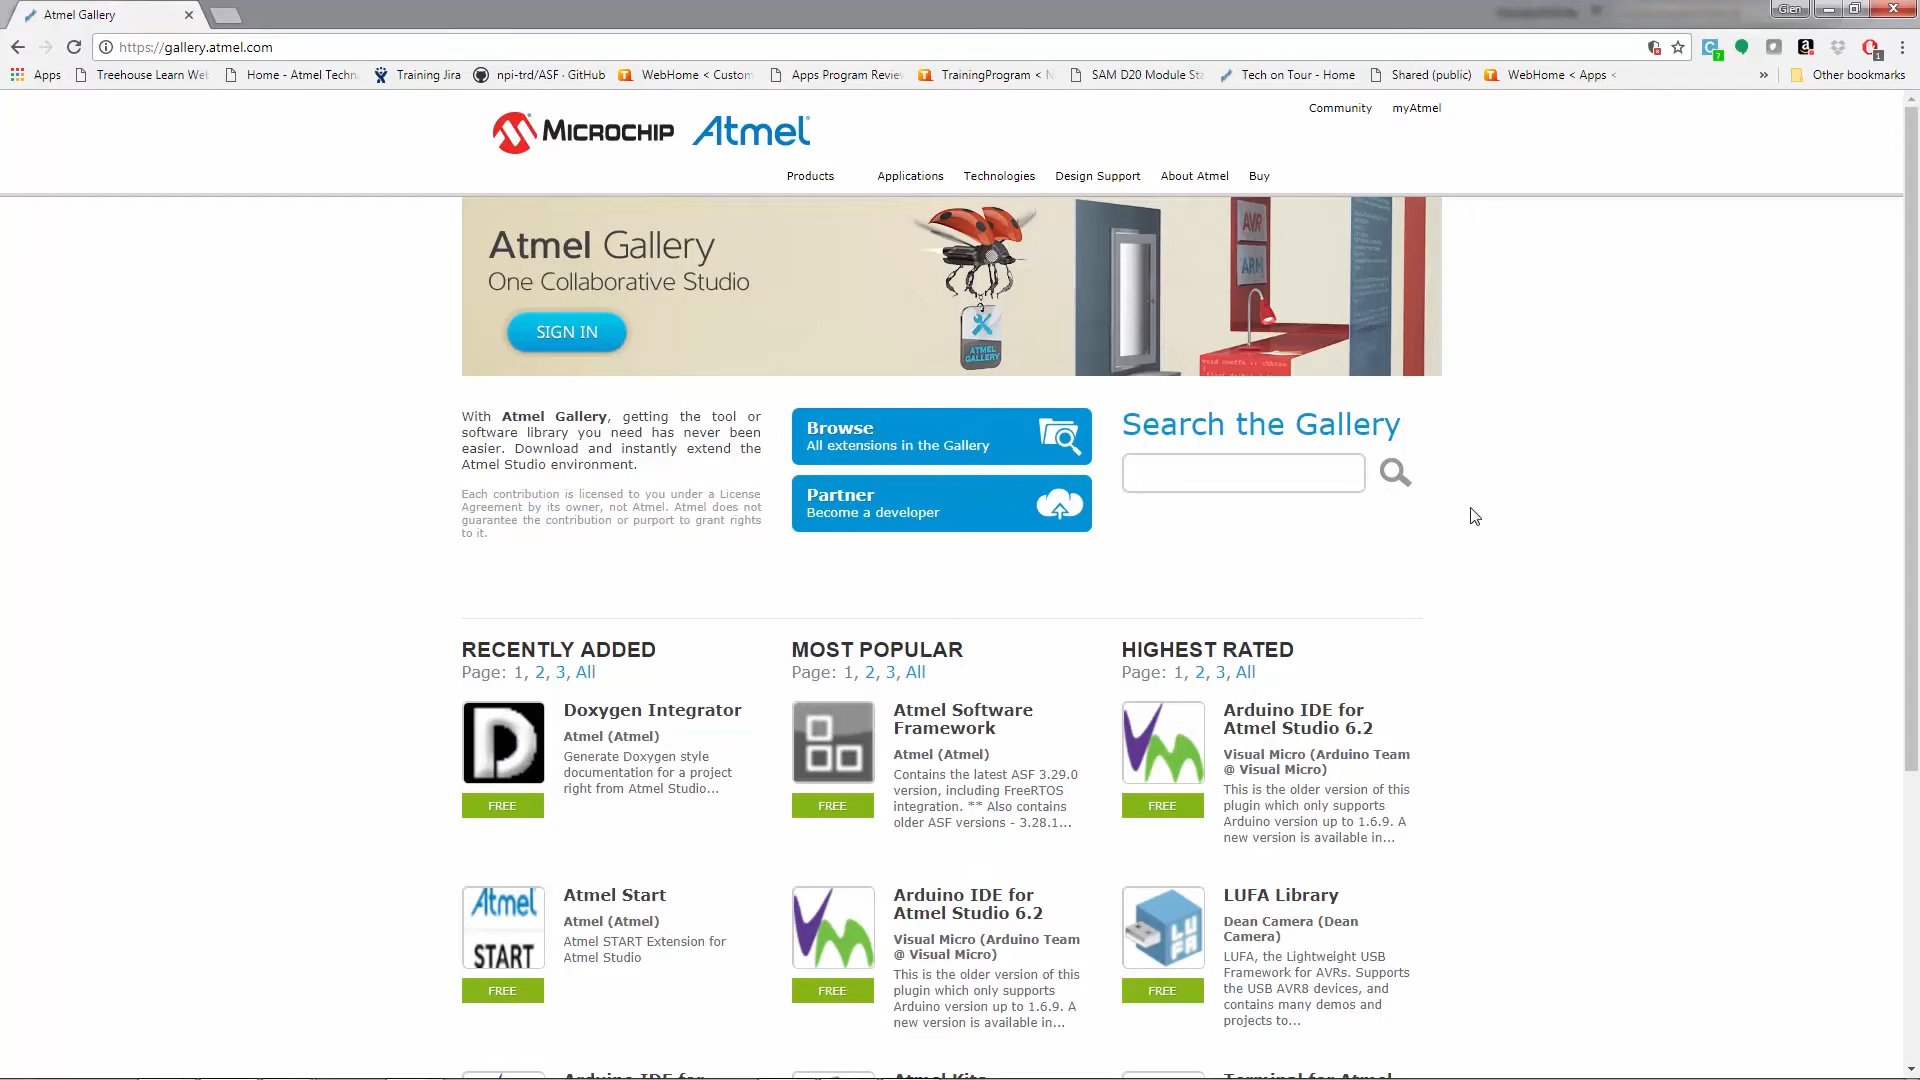 Atmel Gallery
Glen
https://gallery.atmel.com
Apps
Treehouse Learn We
Home - Atmel Techn
Training Jira
npi-trd/ASF · GitHub
WebHome < Custom
Apps Program Revie
TrainingProgram < N
SAM D20 Module Sta
Tech on Tour - Home
Shared (public)
WebHome < Apps <
»
Other bookmarks
MICROCHIP Atmel
Community myAtmel
Products Applications Technologies Design Support About Atmel Buy
Atmel Gallery
One Collaborative Studio
SIGN IN
ATMEL
GALLERY
AVR
ARM
With Atmel Gallery, getting the tool or
software library you need has never been
easier. Download and instantly extend the
Atmel Studio environment.
Each contribution is licensed to you under a License
Agreement by its owner, not Atmel. Atmel does not
guarantee the contribution or purport to grant rights
to it.
Browse
All extensions in the Gallery
Partner
Become a developer
Search the Gallery
RECENTLY ADDED
Page: 1, 2, 3, All
Doxygen Integrator
Atmel (Atmel)
Generate Doxygen style
documentation for a project
right from Atmel Studio...
FREE
Atmel
START
Atmel Start
Atmel (Atmel)
Atmel START Extension for
Atmel Studio
FREE
MOST POPULAR
Page: 1, 2, 3, All
Atmel Software
Framework
Atmel (Atmel)
Contains the latest ASF 3.29.0
version, including FreeRTOS
integration. ** Also contains
older ASF versions - 3.28.1...
FREE
Arduino IDE for
Atmel Studio 6.2
Visual Micro (Arduino Team
@ Visual Micro)
This is the older version of this
plugin which only supports
Arduino version up to 1.6.9. A
new version is available in...
FREE
HIGHEST RATED
Page: 1, 2, 3, All
Arduino IDE for
Atmel Studio 6.2
Visual Micro (Arduino Team
@ Visual Micro)
This is the older version of this
plugin which only supports
Arduino version up to 1.6.9. A
new version is available in...
FREE
LUFA
LUFA Library
Dean Camera (Dean
Camera)
LUFA, the Lightweight USB
Framework for AVRs. Supports
the USB AVR8 devices, and
contains many demos and
projects to...
FREE
Arduino IDE for
Atmel Kits
Terminal for Atmel